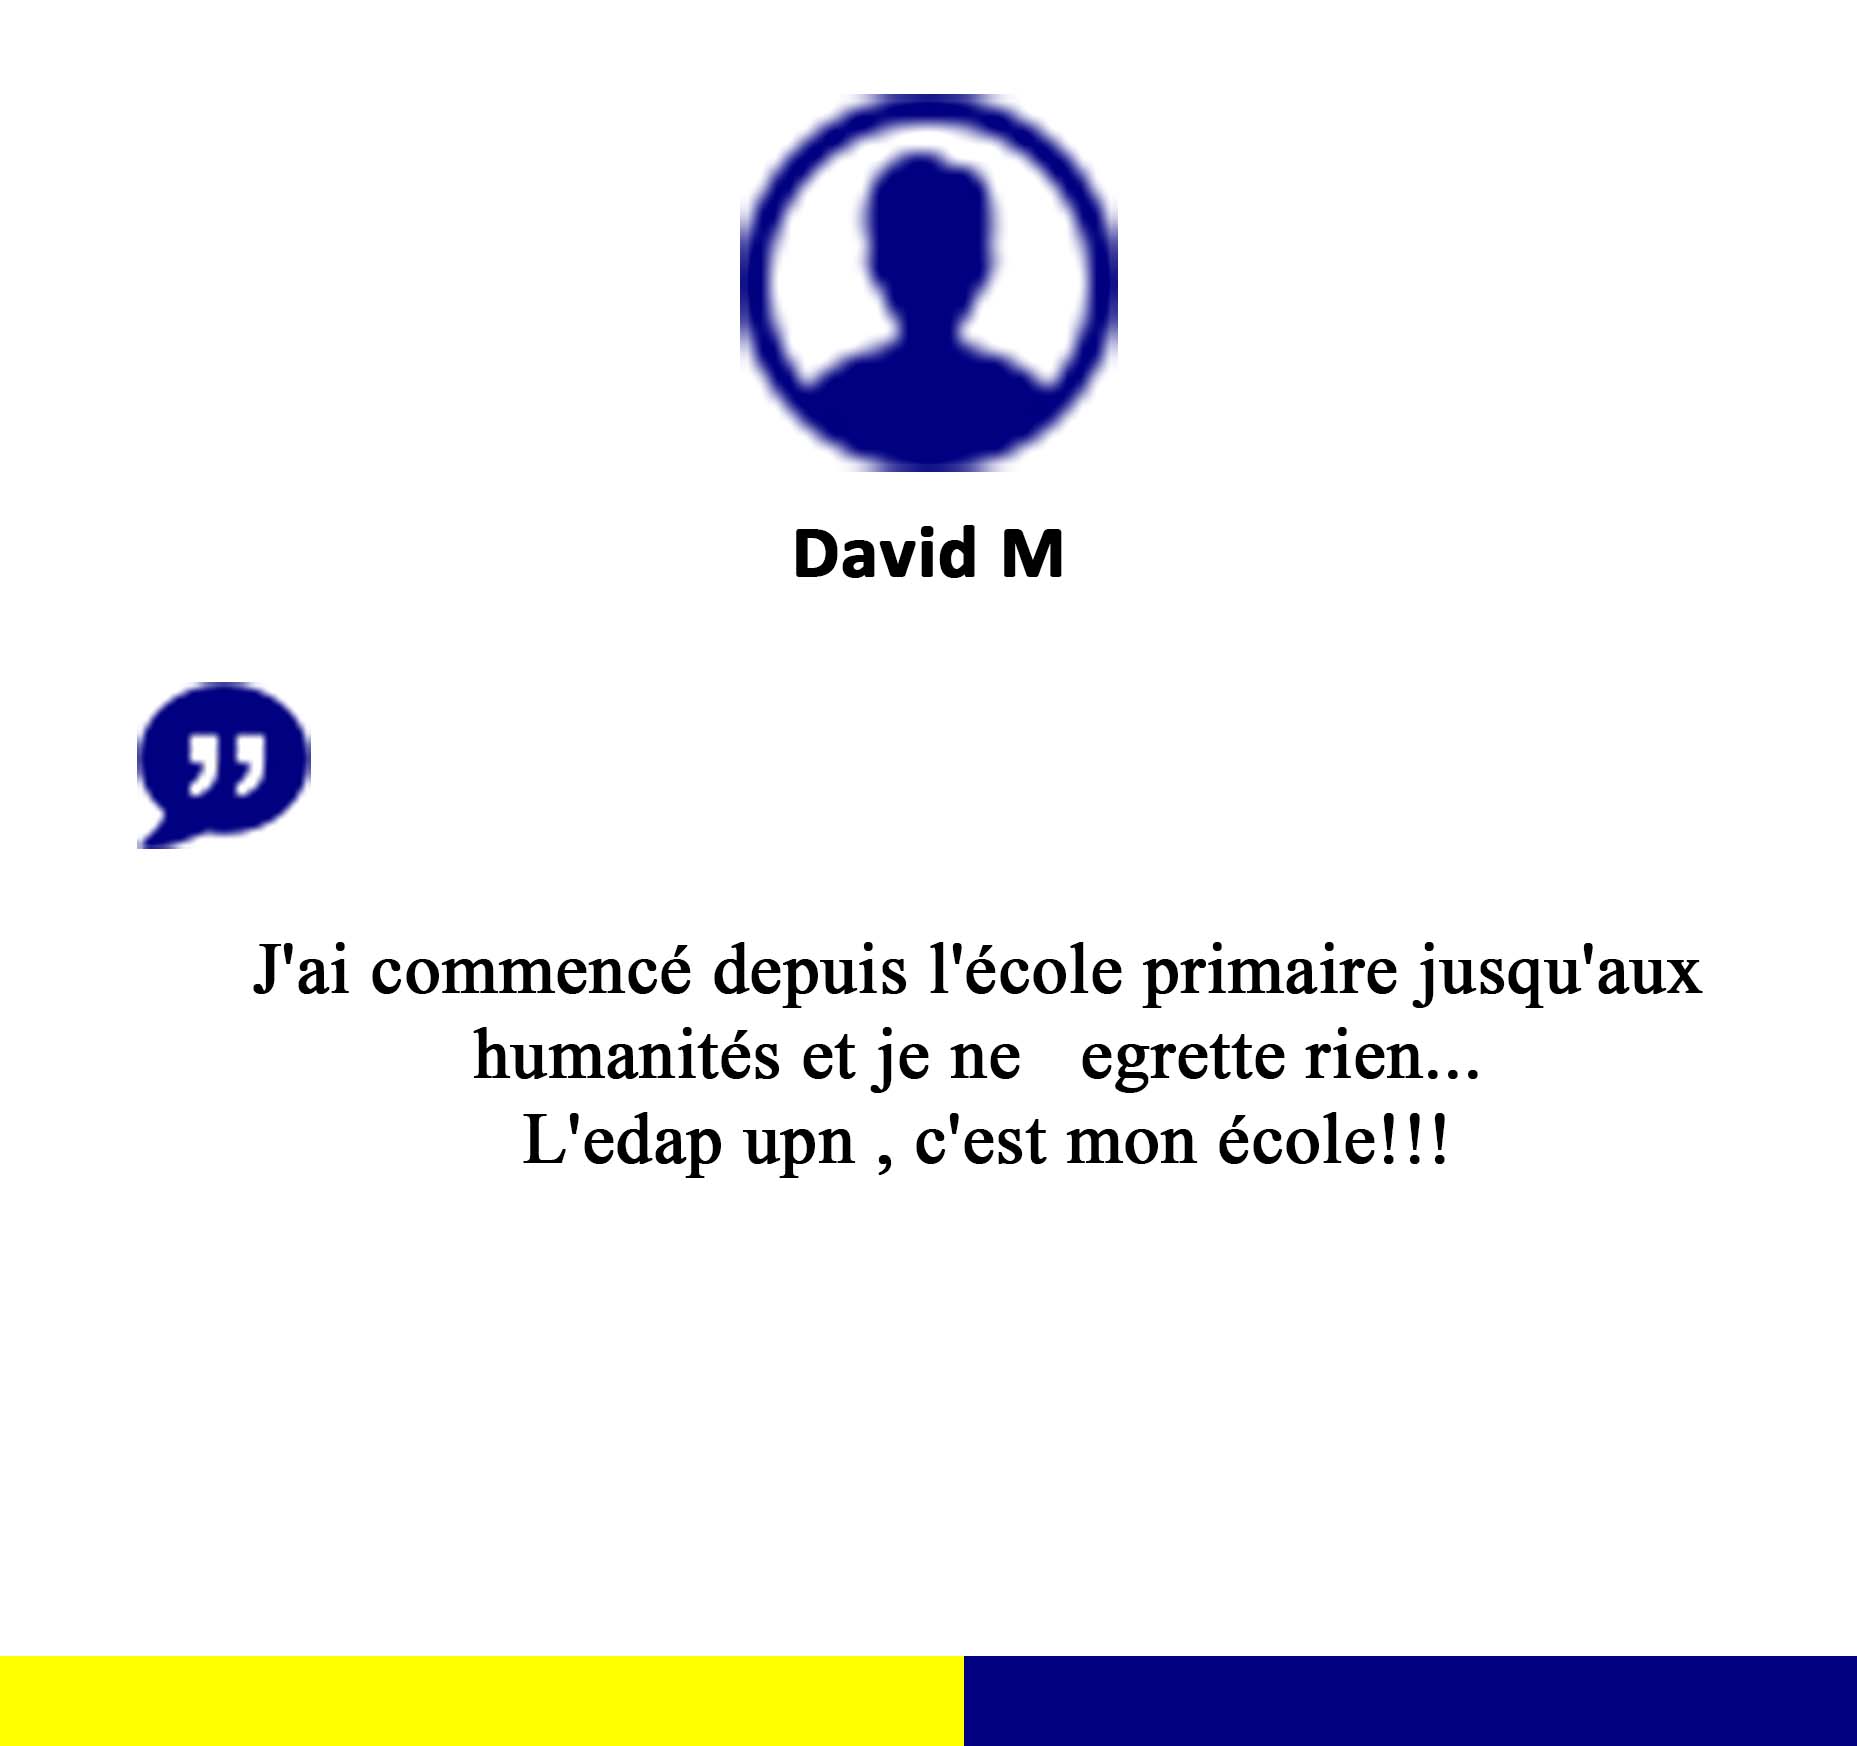 David M
J'ai commencé depuis l'école primaire jusqu'aux
humanités et je ne   egrette rien...
L'edap upn , c'est mon école!!!